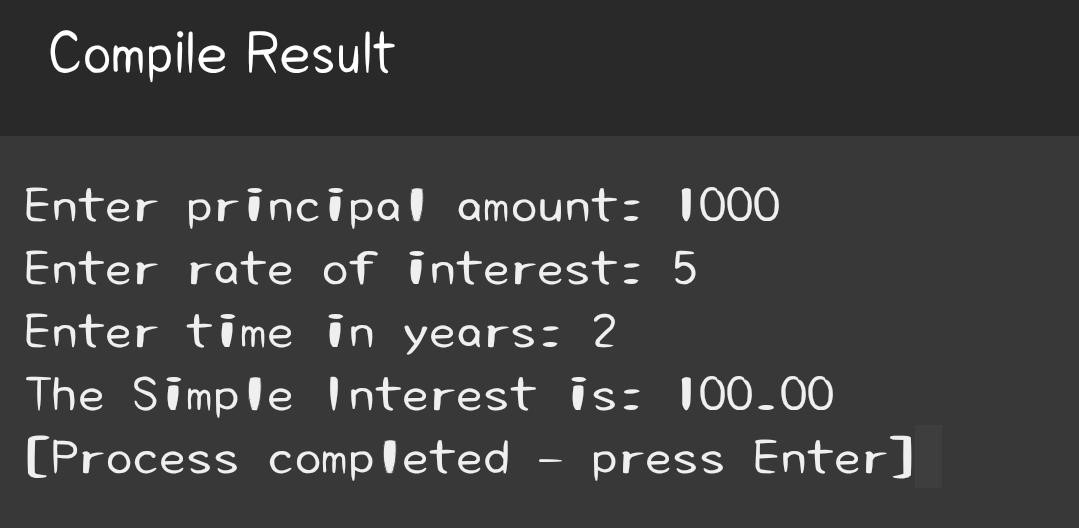 Compile Result
Enter principal amount: 1000
Enter rate of interest: 5
Enter time in years: 2
The Simple Interest is: 100.00
[Process completed - press Enter]